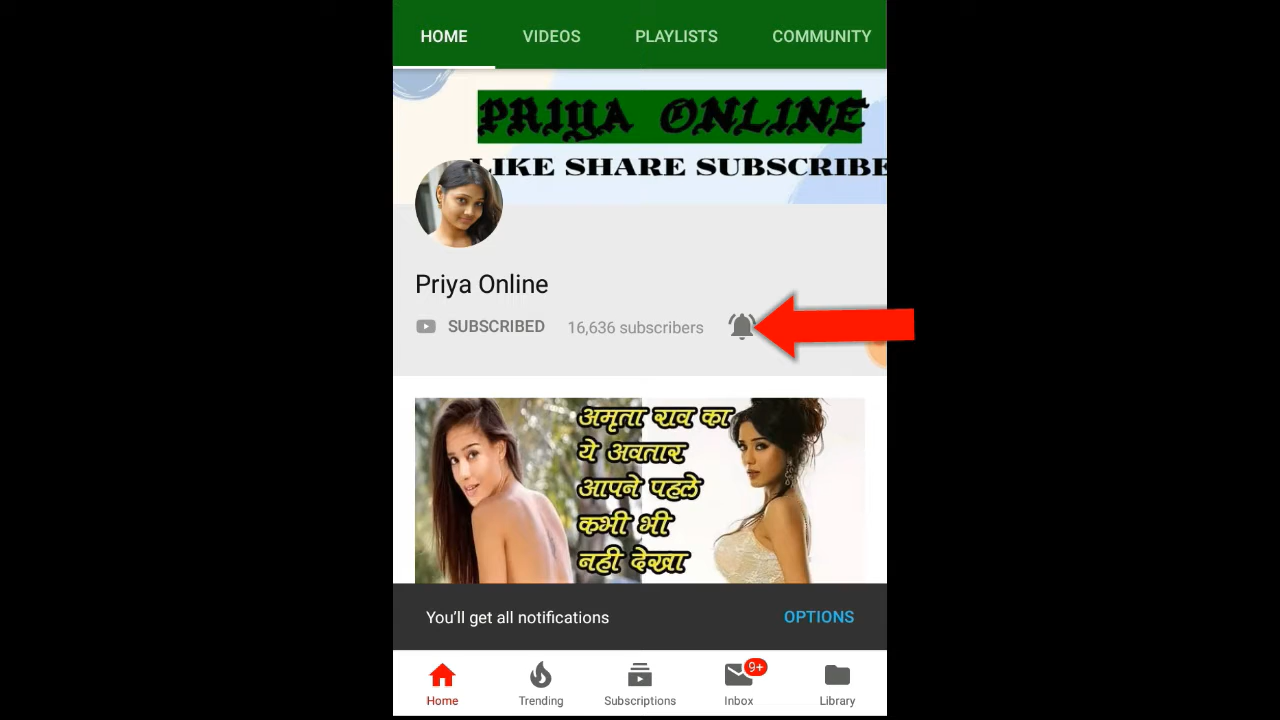 HOME VIDEOS PLAYLISTS COMMUNITY
PRIYA ONLINE
LIKE SHARE SUBSCRIBE
Priya Online
SUBSCRIBED 16,636 subscribers
अमृता राव का
ये अवतार
आपने पहले
कभी भी
नही देखा
You'll get all notifications OPTIONS
9+
Home Trending Subscriptions Inbox Library